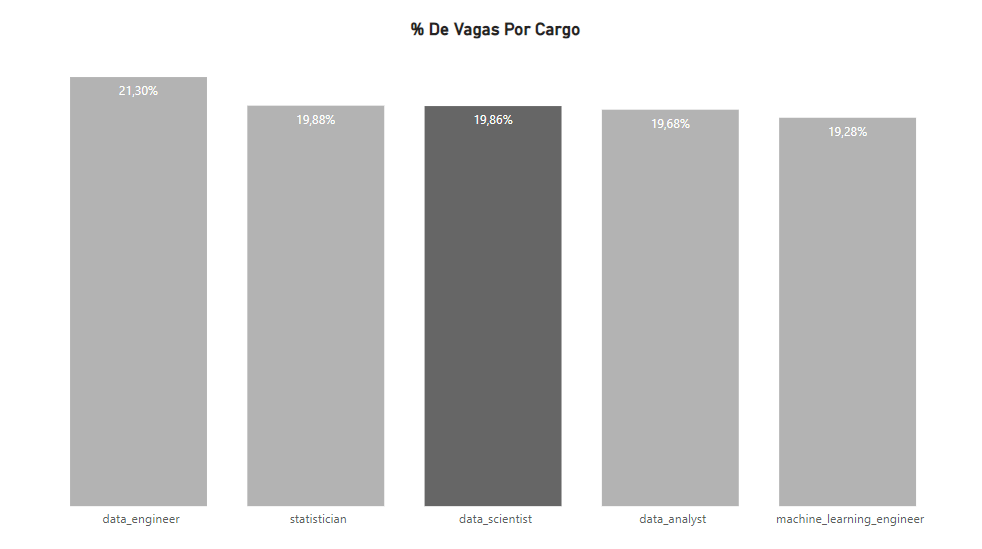 % De Vagas Por Cargo
21,30%
19,88%
19,86%
19,68%
19,28%
data_engineer
statistician
data_scientist
data_analyst
machine_learning_engineer